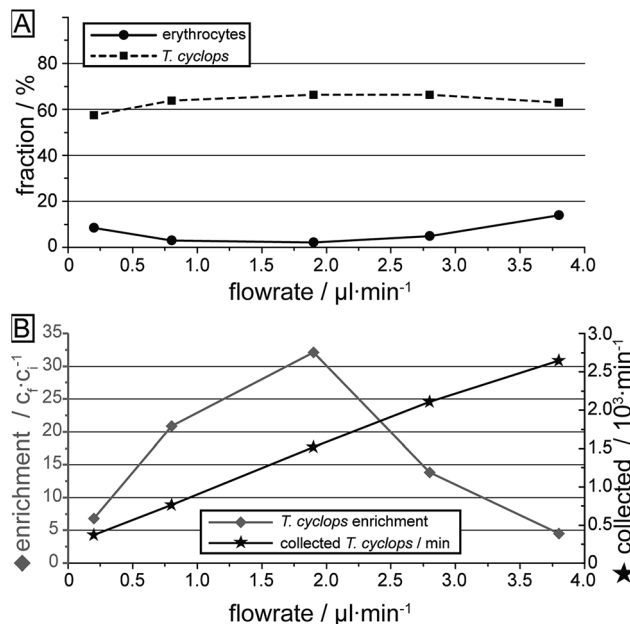 A
erythrocytes
T. cyclops
fraction / %
80
60
40
20
0
0 0.5 1.0 1.5 2.0 2.5 3.0 3.5 4.0
flowrate / µl·min⁻¹
B
enrichment / c_f·c_i⁻¹
35
30
25
20
15
10
5
0
T. cyclops enrichment
collected T. cyclops / min
3.0
2.5
2.0
1.5
1.0
0.5
0
collected / 10³·min⁻¹
0 0.5 1.0 1.5 2.0 2.5 3.0 3.5 4.0
flowrate / µl·min⁻¹